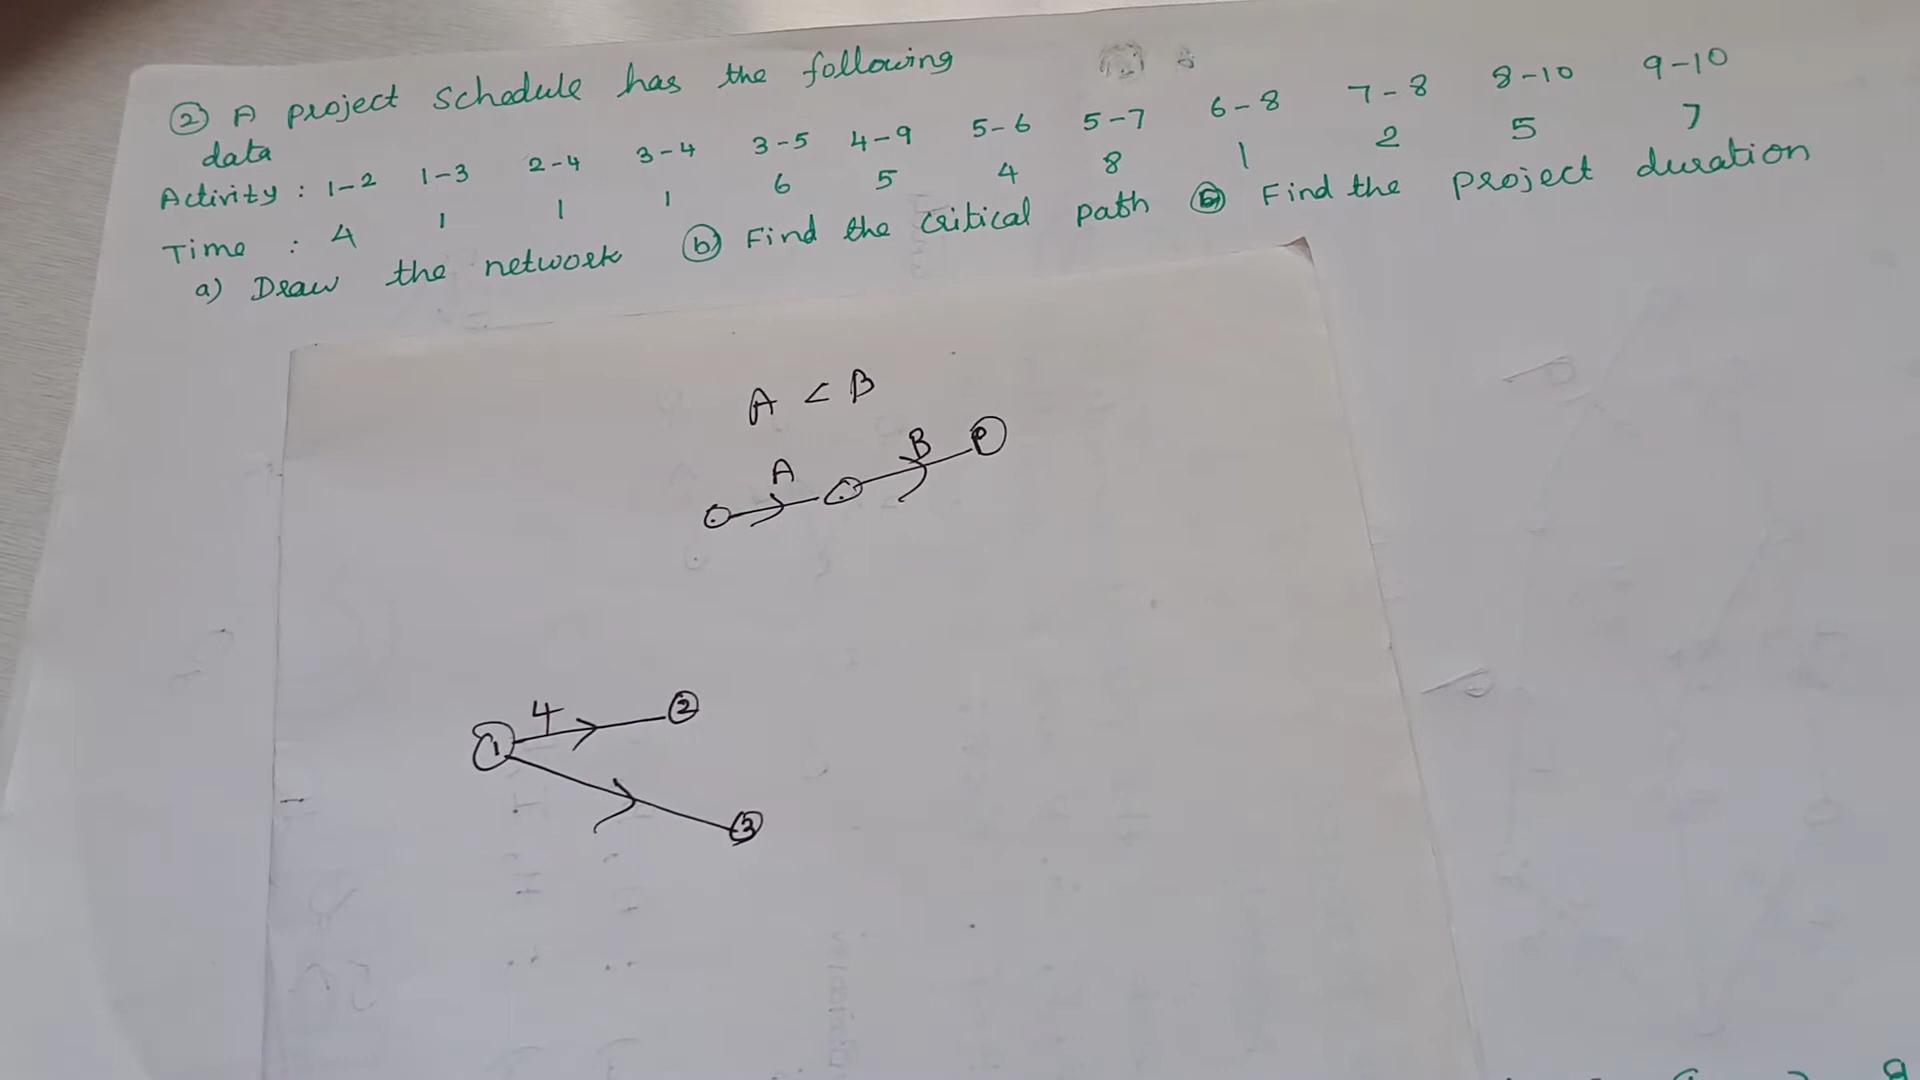 ② A project schedule has the following
data
Activity : 1-2 1-3 2-4 3-4 3-5 4-9 5-6 5-7 6-8 7-8 8-10 9-10
Time : 4 1 1 1 6 5 4 8 1 2 5 7
a) Draw the network ⓑ Find the critical path ⓒ Find the project duration
A < B
A B
4
① ②
③